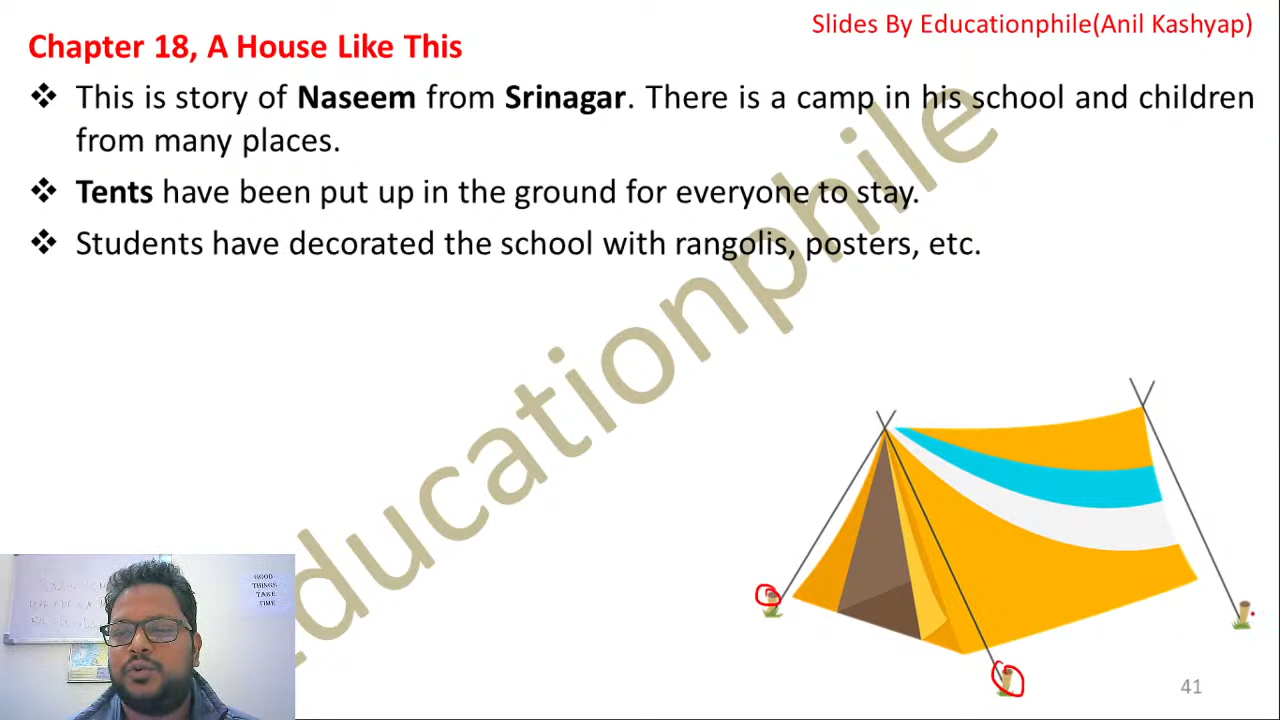 Slides By Educationphile(Anil Kashyap)
Chapter 18, A House Like This
❖ This is story of Naseem from Srinagar. There is a camp in his school and children
from many places.
❖ Tents have been put up in the ground for everyone to stay.
❖ Students have decorated the school with rangolis, posters, etc.
Educationphile
GOOD
THINGS
TAKE
TIME
41